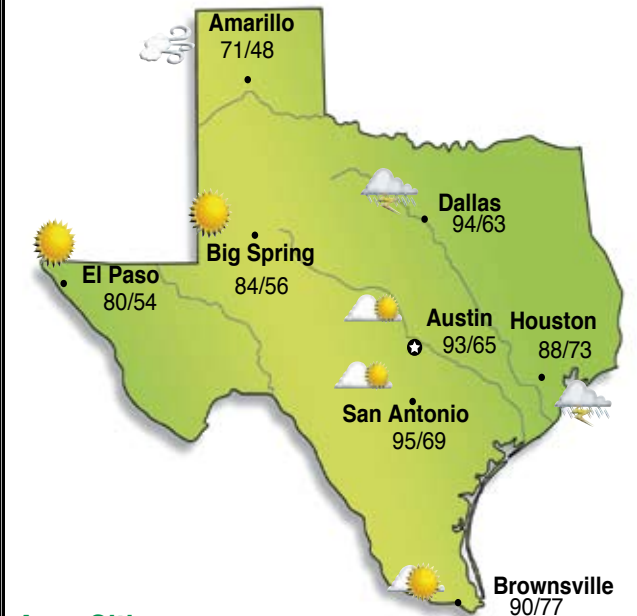 Amarillo
71/48
Dallas
94/63
Big Spring
84/56
El Paso
80/54
Austin
93/65
Houston
88/73
San Antonio
95/69
Brownsville
90/77